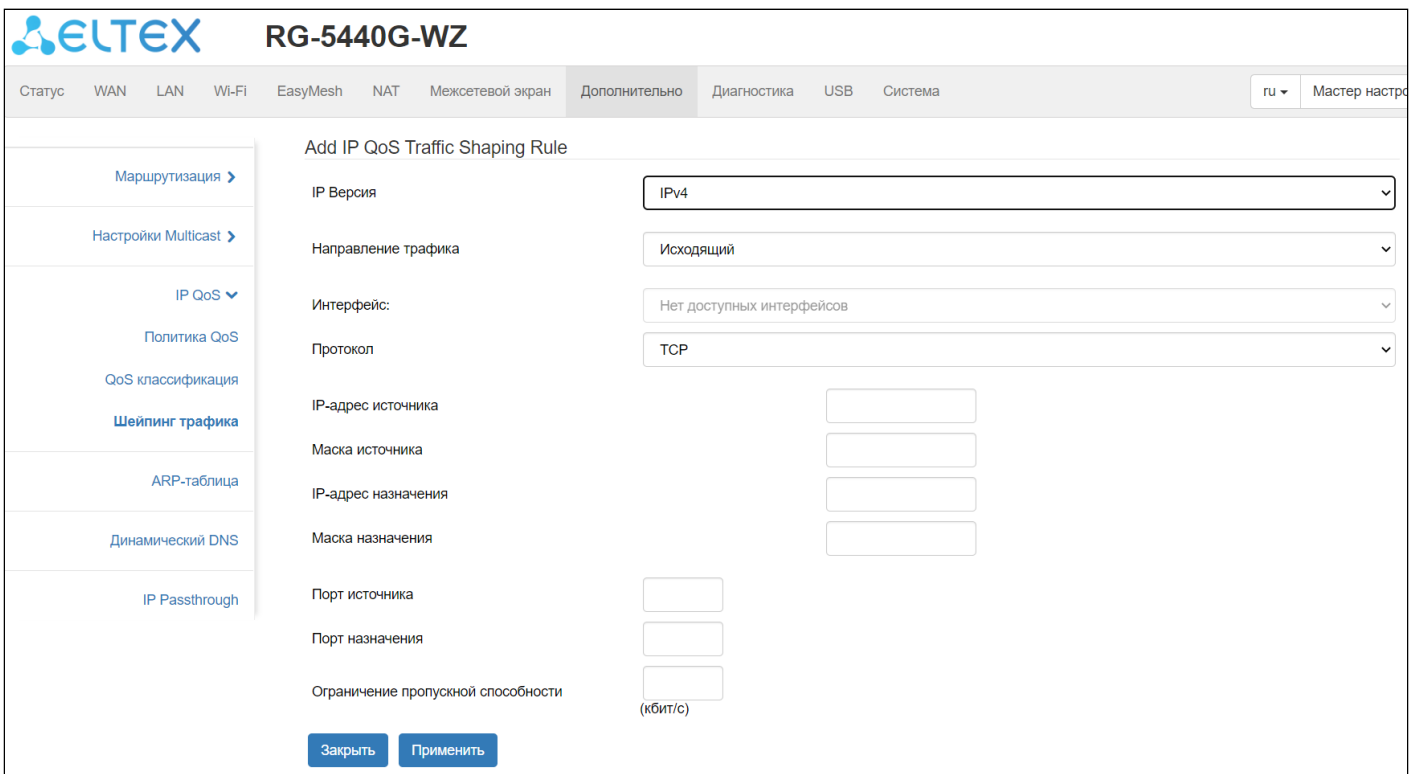 ELTEX RG-5440G-WZ
Статус WAN LAN Wi-Fi EasyMesh NAT Межсетевой экран Дополнительно Диагностика USB Система ru Мастер
Add IP QoS Traffic Shaping Rule
Маршрутизация
IP Версия IPv4
Настройки Multicast
Направление трафика Исходящий
IP QoS
Интерфейс: Нет доступных интерфейсов
Политика QoS
Протокол TCP
QoS классификация
IP-адрес источника
Шейпинг трафика
Маска источника
ARP-таблица
IP-адрес назначения
Динамический DNS
Маска назначения
IP Passthrough
Порт источника
Порт назначения
Ограничение пропускной способности
(кбит/с)
Закрыть Применить